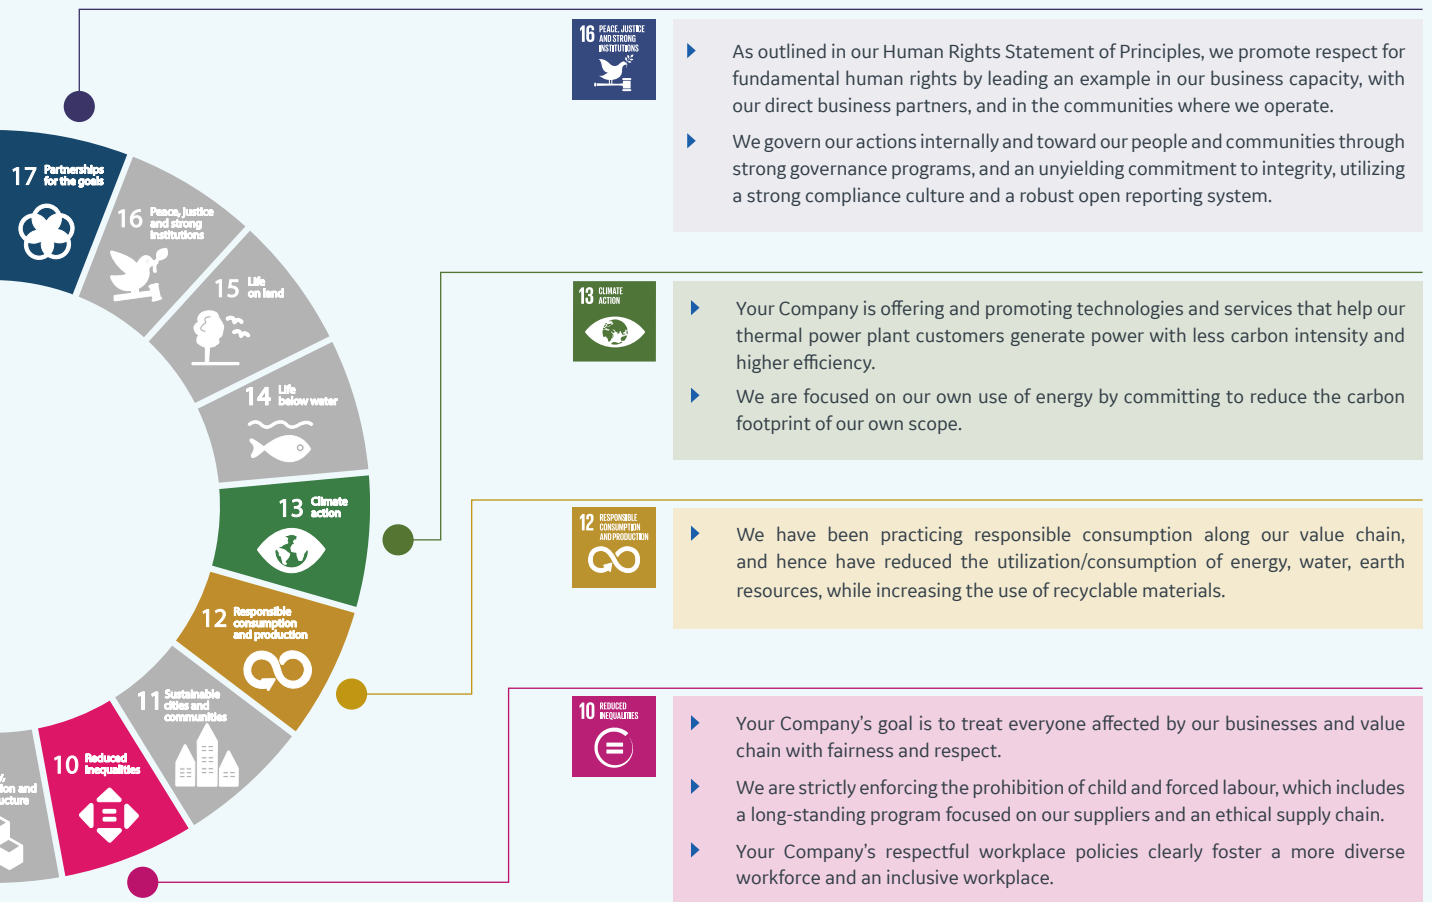 16 PEACE, JUSTICE
AND STRONG
INSTITUTIONS
As outlined in our Human Rights Statement of Principles, we promote respect for
fundamental human rights by leading an example in our business capacity, with
our direct business partners, and in the communities where we operate.
We govern our actions internally and toward our people and communities through
strong governance programs, and an unyielding commitment to integrity, utilizing
a strong compliance culture and a robust open reporting system.
17 Partnerships
for the goals
16 Peace, justice
and strong
institutions
15 Life
on land
14 Life
below water
13 Climate
action
12 Responsible
consumption
and production
11 Sustainable
cities and
communities
10 Reduced
inequalities
and
13 CLIMATE
ACTION
Your Company is offering and promoting technologies and services that help our
thermal power plant customers generate power with less carbon intensity and
higher efficiency.
We are focused on our own use of energy by committing to reduce the carbon
footprint of our own scope.
12 RESPONSIBLE
CONSUMPTION
AND PRODUCTION
We have been practicing responsible consumption along our value chain,
and hence have reduced the utilization/consumption of energy, water, earth
resources, while increasing the use of recyclable materials.
10 REDUCED
INEQUALITIES
Your Company's goal is to treat everyone affected by our businesses and value
chain with fairness and respect.
We are strictly enforcing the prohibition of child and forced labour, which includes
a long-standing program focused on our suppliers and an ethical supply chain.
Your Company's respectful workplace policies clearly foster a more diverse
workforce and an inclusive workplace.